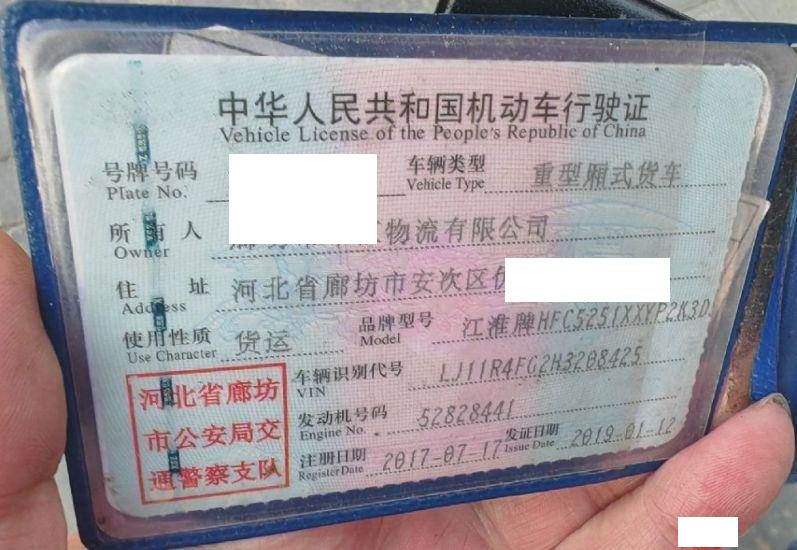 中华人民共和国机动车行驶证
Vehicle License of the People's Republic of China
号牌号码 车辆类型 重型厢式货车
Plate No. Vehicle Type
所有人 物流有限公司
Owner
住址 河北省廊坊市安次区
Address
使用性质 货运 品牌型号 江淮牌HFC5251XXYP2K3D
Use Character Model
车辆识别代号 LJ11R4FG2H3208425
VIN
发动机号码 52828441
Engine No.
注册日期 2017-07-17 发证日期 2019-01-12
Register Date Issue Date
河北省廊坊
市公安局交
通警察支队